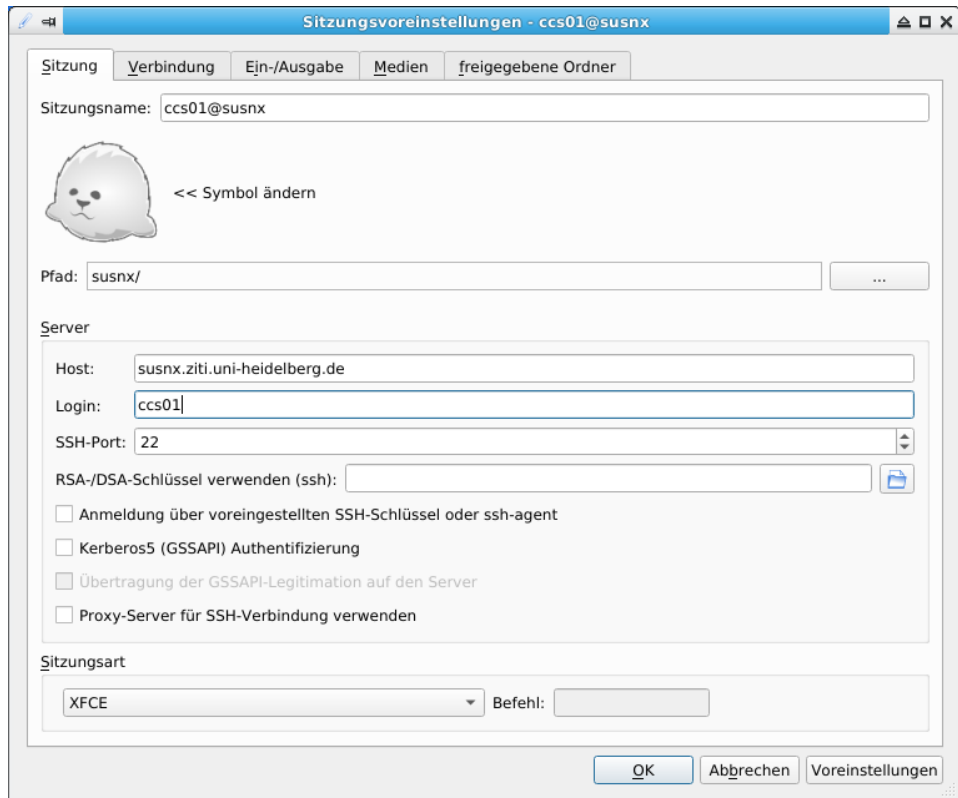 Sitzungsvoreinstellungen - ccs01@susnx
Sitzung Verbindung Ein-/Ausgabe Medien freigegebene Ordner
Sitzungsname: ccs01@susnx
<< Symbol ändern
Pfad: susnx/ ...
Server
Host: susnx.ziti.uni-heidelberg.de
Login: ccs01
SSH-Port: 22
RSA-/DSA-Schlüssel verwenden (ssh):
Anmeldung über voreingestellten SSH-Schlüssel oder ssh-agent
Kerberos5 (GSSAPI) Authentifizierung
Übertragung der GSSAPI-Legitimation auf den Server
Proxy-Server für SSH-Verbindung verwenden
Sitzungsart
XFCE Befehl:
OK Abbrechen Voreinstellungen